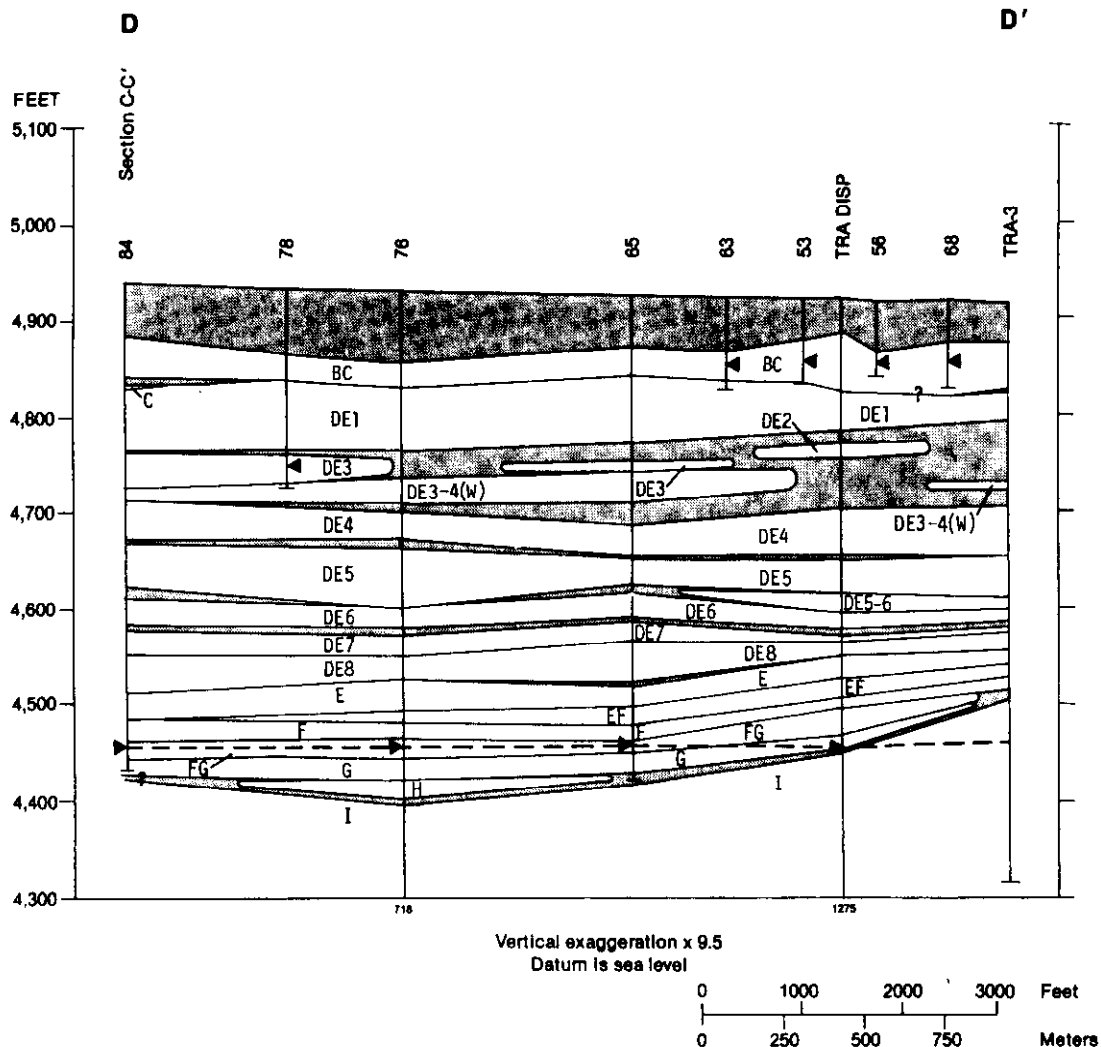 D D'
Section C-C'
FEET
5,100
5,000
4,900
4,800
4,700
4,600
4,500
4,400
4,300
84
78
76
65
63
53
TRA DISP
56
68
TRA-3
BC BC
C
?
DE1 DE2 DE1
DE3
DE3-4(W) DE3
DE3-4(W)
DE4 DE4
DE5 DE5
DE5-6
DE6 DE6
DE7 DE7
DE8 DE8
E E
EF EF
F F
FG FG
G G
?
H
I I
718 1275
Vertical exaggeration x 9.5
Datum is sea level
0 1000 2000 3000 Feet
0 250 500 750 Meters